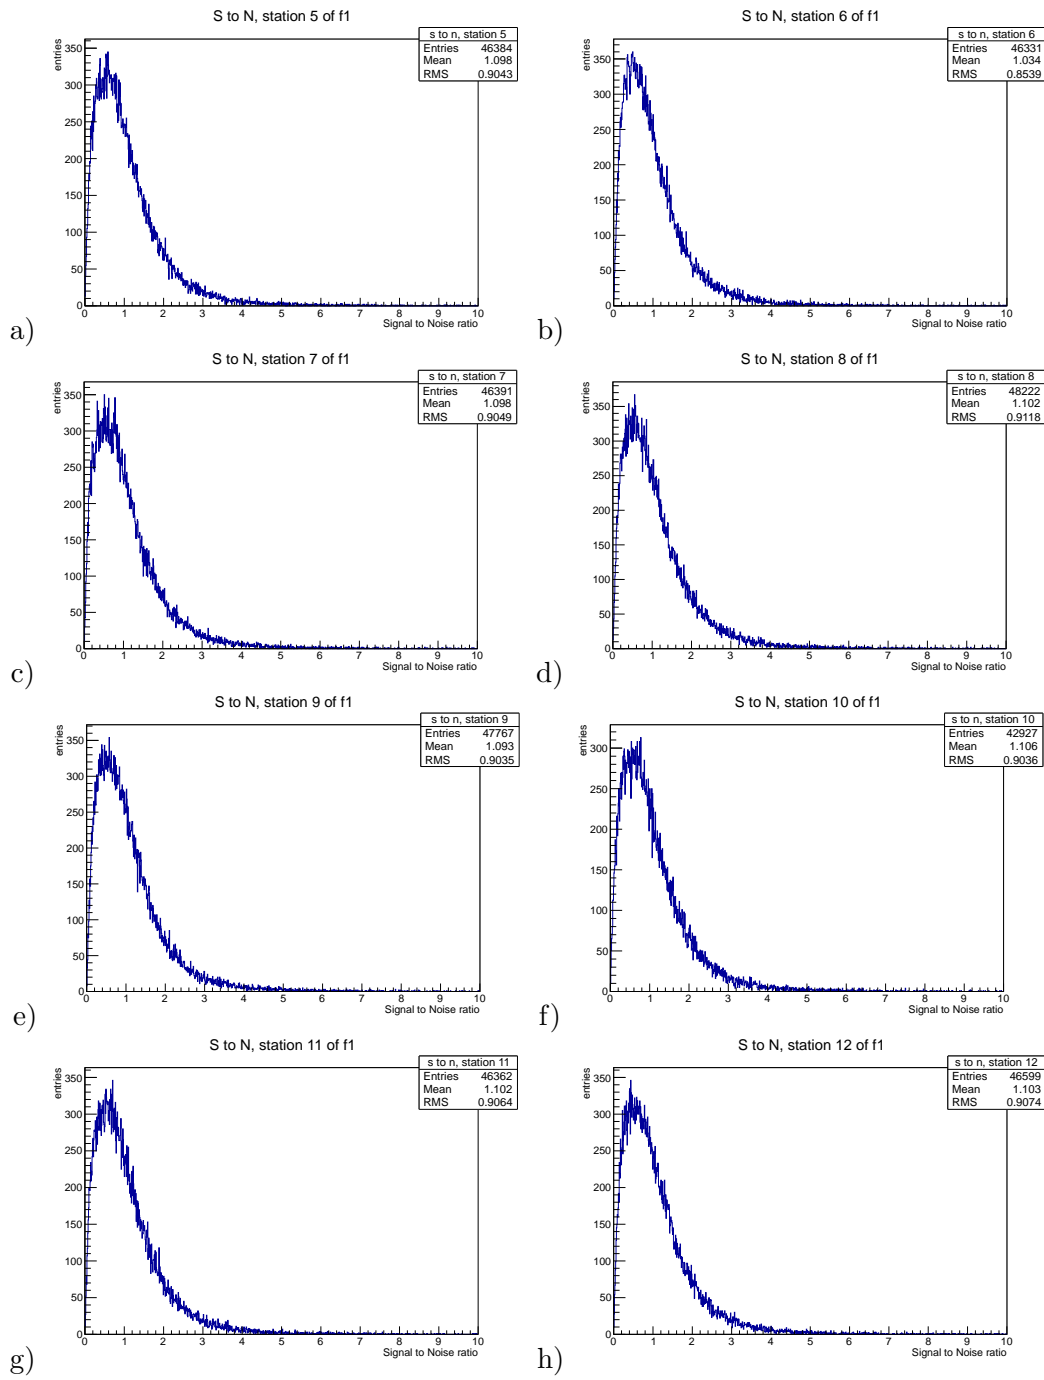 S to N, station 5 of f1
entries
s to n, station 5
Entries 46384
Mean 1.098
RMS 0.9043
350
300
250
200
150
100
50
0
0 1 2 3 4 5 6 7 8 9 10
Signal to Noise ratio
a)
S to N, station 6 of f1
entries
s to n, station 6
Entries 46331
Mean 1.034
RMS 0.8539
350
300
250
200
150
100
50
0
0 1 2 3 4 5 6 7 8 9 10
Signal to Noise ratio
b)
S to N, station 7 of f1
entries
s to n, station 7
Entries 46391
Mean 1.098
RMS 0.9049
350
300
250
200
150
100
50
0
0 1 2 3 4 5 6 7 8 9 10
Signal to Noise ratio
c)
S to N, station 8 of f1
entries
s to n, station 8
Entries 48222
Mean 1.102
RMS 0.9118
350
300
250
200
150
100
50
0
0 1 2 3 4 5 6 7 8 9 10
Signal to Noise ratio
d)
S to N, station 9 of f1
entries
s to n, station 9
Entries 47767
Mean 1.093
RMS 0.9035
350
300
250
200
150
100
50
0
0 1 2 3 4 5 6 7 8 9 10
Signal to Noise ratio
e)
S to N, station 10 of f1
entries
s to n, station 10
Entries 42927
Mean 1.106
RMS 0.9036
300
250
200
150
100
50
0
0 1 2 3 4 5 6 7 8 9 10
Signal to Noise ratio
f)
S to N, station 11 of f1
entries
s to n, station 11
Entries 46362
Mean 1.102
RMS 0.9064
350
300
250
200
150
100
50
0
0 1 2 3 4 5 6 7 8 9 10
Signal to Noise ratio
g)
S to N, station 12 of f1
entries
s to n, station 12
Entries 46599
Mean 1.103
RMS 0.9074
350
300
250
200
150
100
50
0
0 1 2 3 4 5 6 7 8 9 10
Signal to Noise ratio
h)